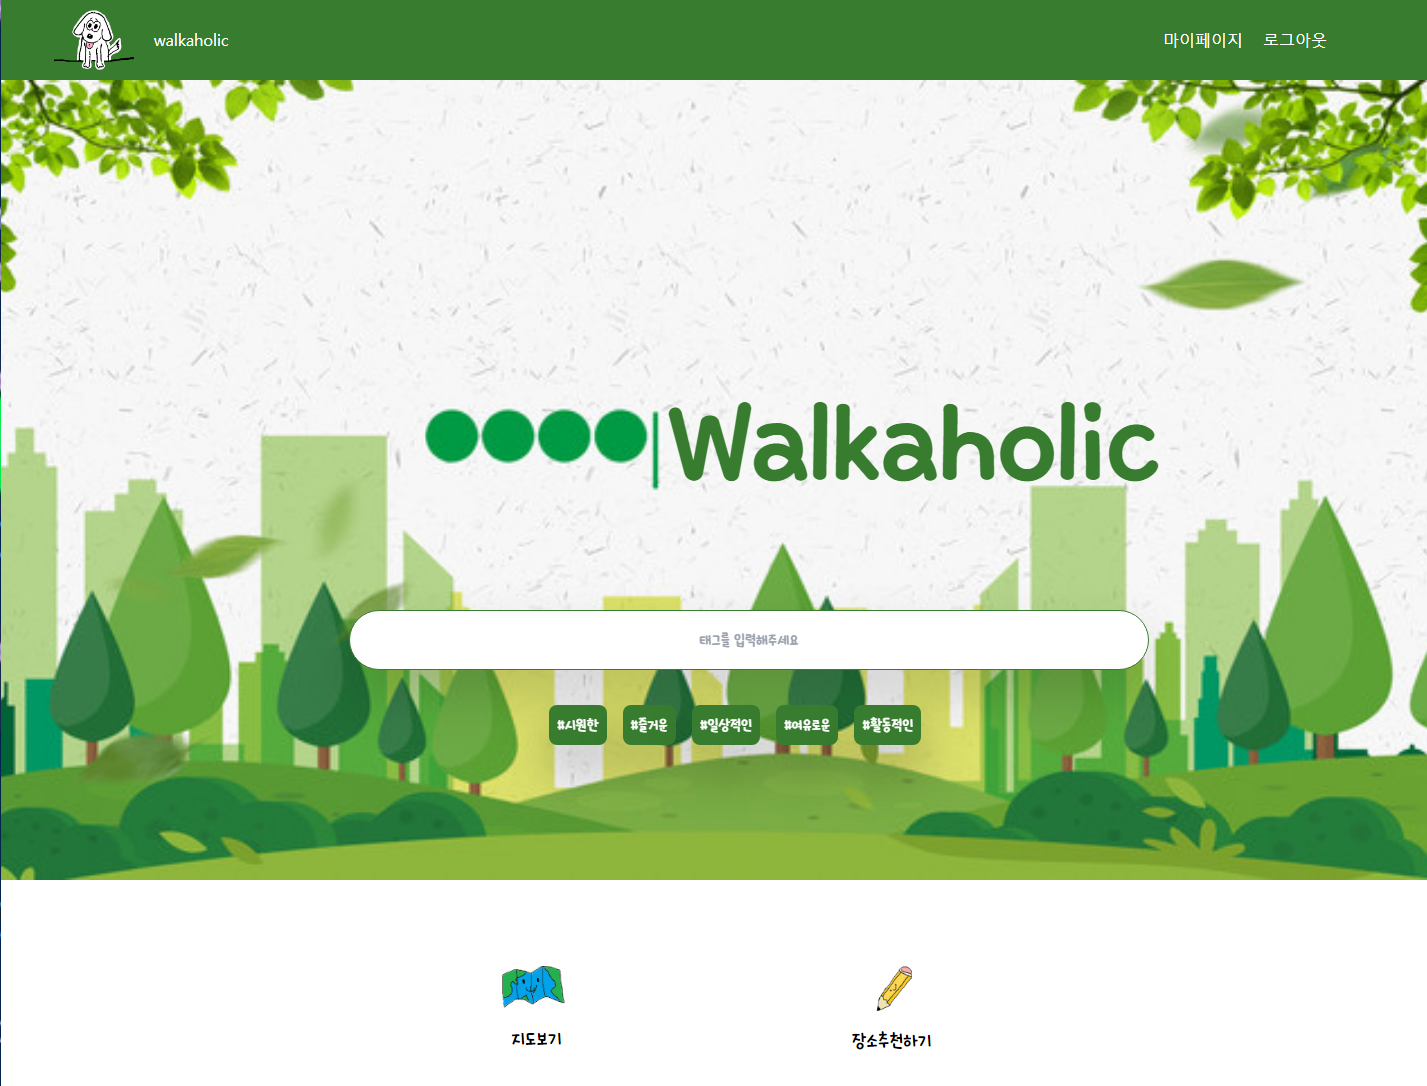 walkaholic
마이페이지 로그아웃
Walkaholic
태그를 입력해주세요
#시원한 #즐거운 #일상적인 #여유로운 #활동적인
지도보기 장소추천하기